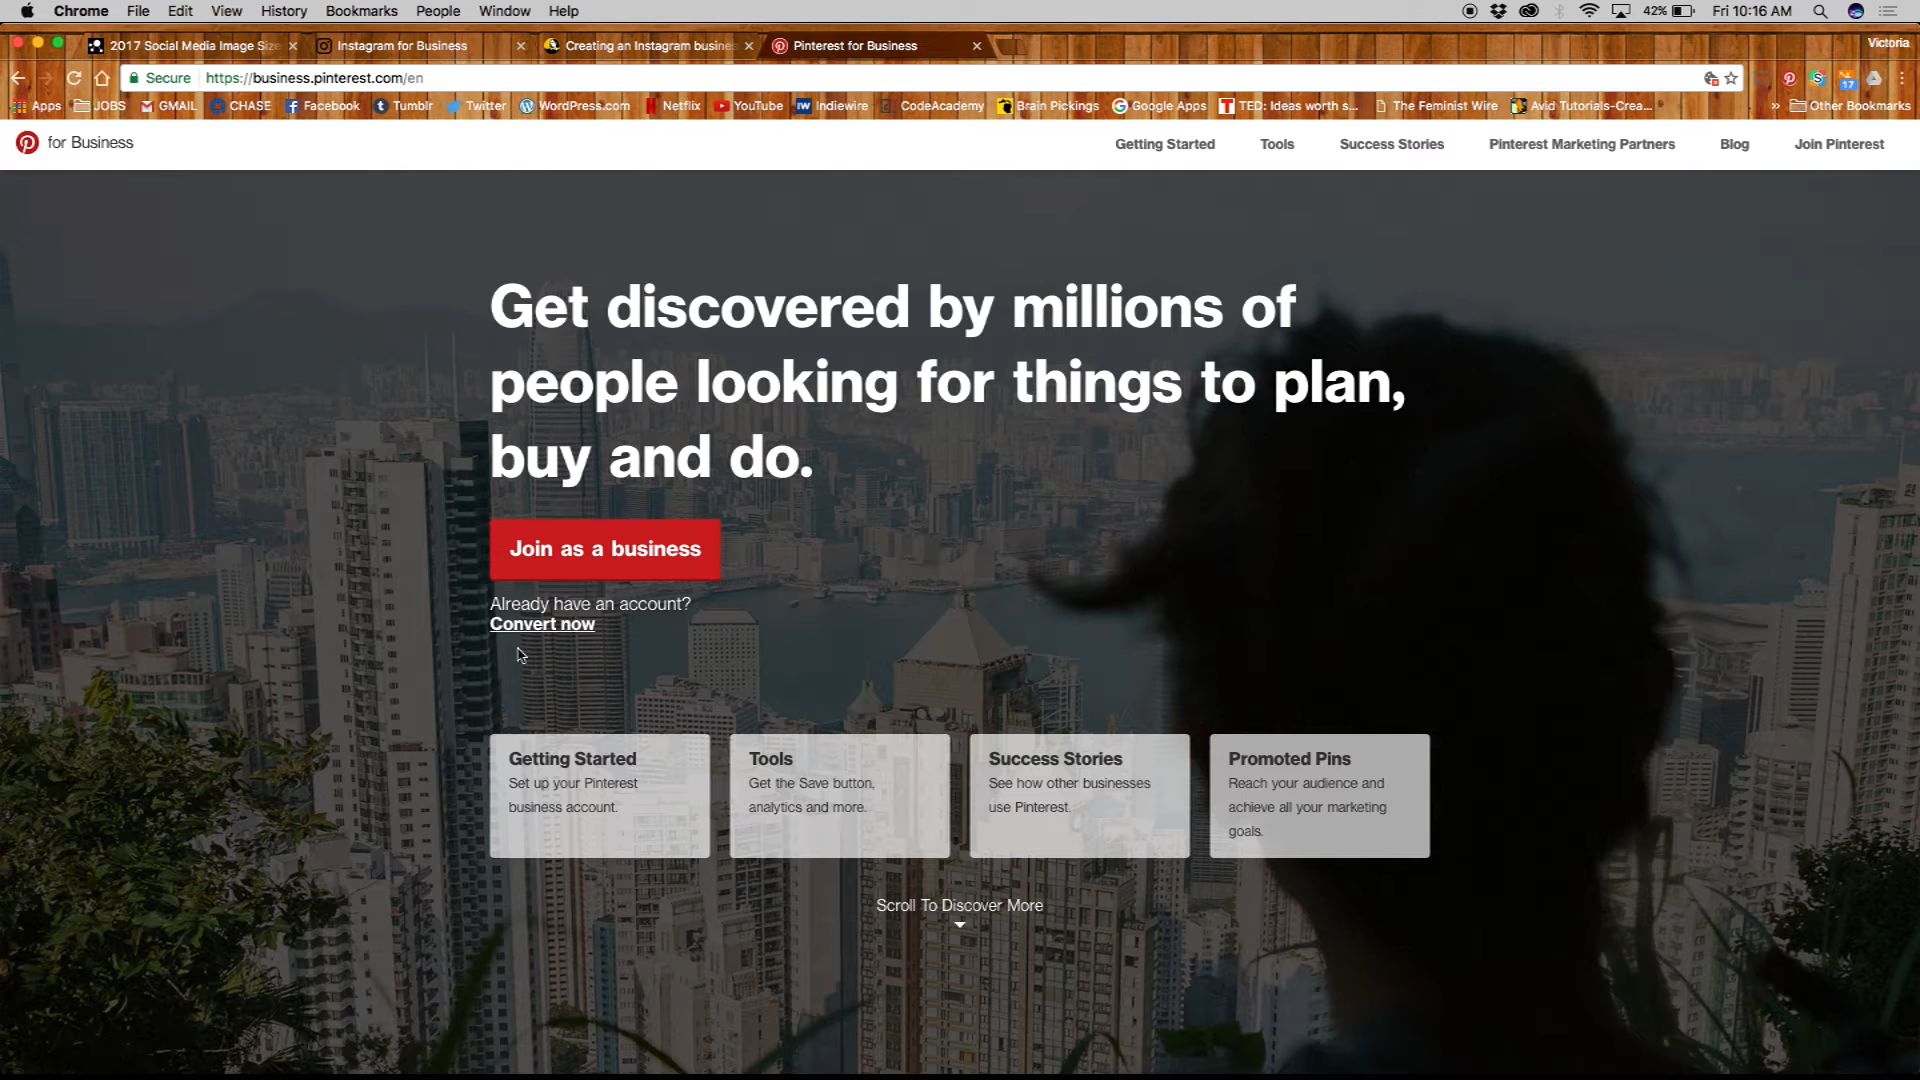 Chrome File Edit View History Bookmarks People Window Help 42% Fri 10:16 AM
2017 Social Media Image Size Instagram for Business Creating an Instagram busine Pinterest for Business Victoria
Secure https://business.pinterest.com/en 17
Apps JOBS GMAIL CHASE Facebook Tumblr Twitter WordPress.com Netflix YouTube Indiewire CodeAcademy Brain Pickings Google Apps TED: Ideas worth s... The Feminist Wire Avid Tutorials-Crea... » Other Bookmarks
for Business Getting Started Tools Success Stories Pinterest Marketing Partners Blog Join Pinterest
Get discovered by millions of
people looking for things to plan,
buy and do.
Join as a business
Already have an account?
Convert now
Getting Started
Set up your Pinterest
business account.
Tools
Get the Save button,
analytics and more.
Success Stories
See how other businesses
use Pinterest.
Promoted Pins
Reach your audience and
achieve all your marketing
goals.
Scroll To Discover More